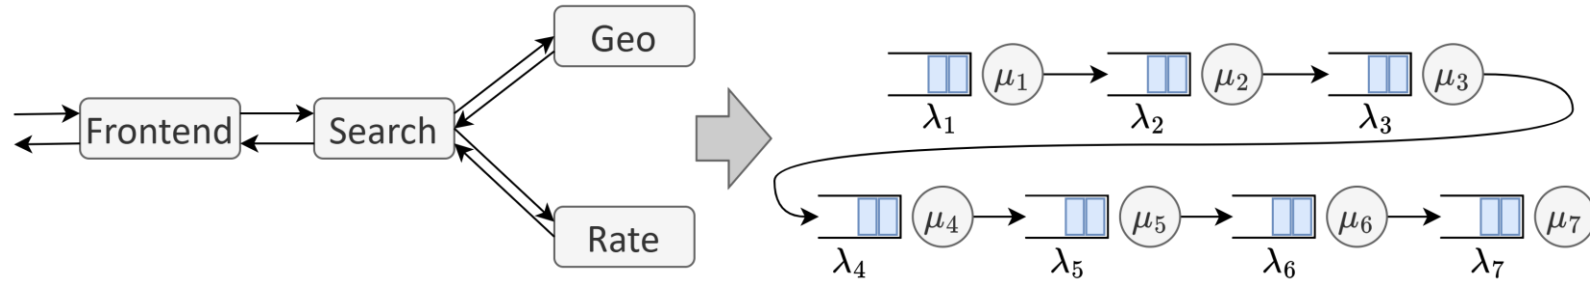 Frontend
Search
Geo
Rate
μ₁ μ₂ μ₃
λ₁ λ₂ λ₃
μ₄ μ₅ μ₆ μ₇
λ₄ λ₅ λ₆ λ₇